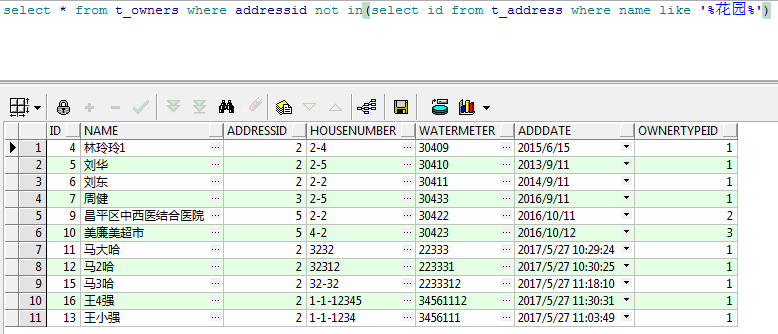 select * from t_owners where addressid not in(select id from t_address where name like '%花园%')
ID NAME ADDRESSID HOUSENUMBER WATERMETER ADDDATE OWNERTYPEID
1 4 林玲玲1 ... 2 2-4 ... 30409 ... 2015/6/15 1
2 5 刘华 ... 2 2-5 ... 30410 ... 2013/9/11 1
3 6 刘东 ... 2 2-2 ... 30411 ... 2014/9/11 1
4 7 周健 ... 3 2-5 ... 30433 ... 2016/9/11 1
5 9 昌平区中西医结合医院 ... 5 2-2 ... 30422 ... 2016/10/11 2
6 10 美廉美超市 ... 5 4-2 ... 30423 ... 2016/10/12 3
7 11 马大哈 ... 2 3232 ... 22333 ... 2017/5/27 10:29:24 1
8 12 马2哈 ... 2 32312 ... 223331 ... 2017/5/27 10:30:25 1
9 15 马3哈 ... 2 32-32 ... 2233312 ... 2017/5/27 11:18:10 1
10 16 王4强 ... 2 1-1-12345 ... 34561112 ... 2017/5/27 11:30:31 1
11 13 王小强 ... 2 1-1-1234 ... 3456111 ... 2017/5/27 11:03:49 1